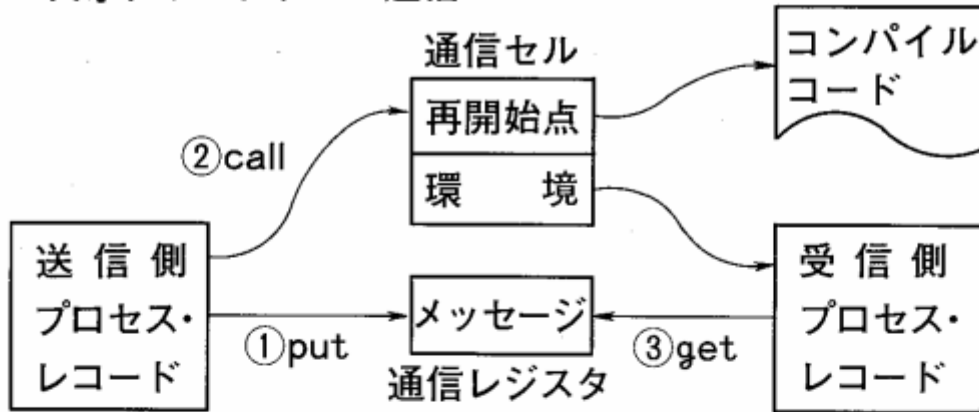 通信セル
再開始点
環 境
コンパイル
コード
②call
送信側
プロセス・
レコード
①put
メッセージ
通信レジスタ
③get
受信側
プロセス・
レコード